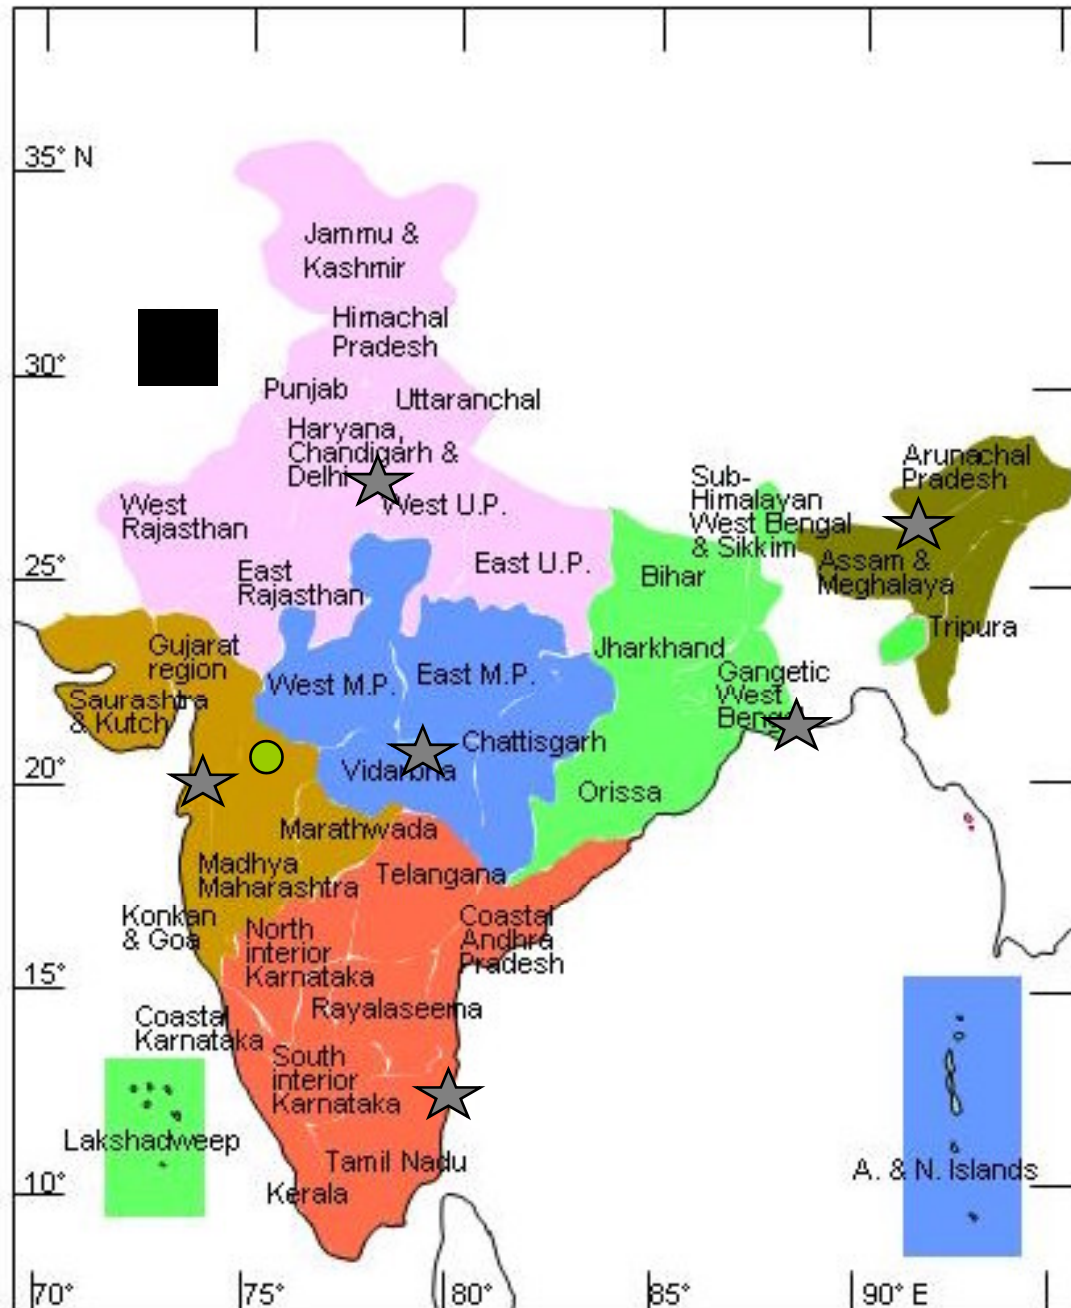 35° N
Jammu &
Kashmir
Himachal
Pradesh
30°
Punjab
Uttaranchal
Haryana,
Chandigarh &
Delhi
West
Rajasthan
West U.P.
Sub-
Himalayan
West Bengal
& Sikkim
Arunachal
Pradesh
25°
East
Rajasthan
East U.P.
Bihar
Assam &
Meghalaya
Tripura
Gujarat
region
Jharkhand
Saurashtra
& Kutch
West M.P.
East M.P.
Gangetic
West
Bengal
Chattisgarh
20°
Vidarbha
Orissa
Marathwada
Madhya
Maharashtra
Telangana
Konkan
& Goa
North
interior
Karnataka
Coastal
Andhra
Pradesh
15°
Rayalaseema
Coastal
Karnataka
South
interior
Karnataka
Lakshadweep
Tamil Nadu
A. & N. Islands
10°
Kerala
70° 75° 80° 85° 90° E